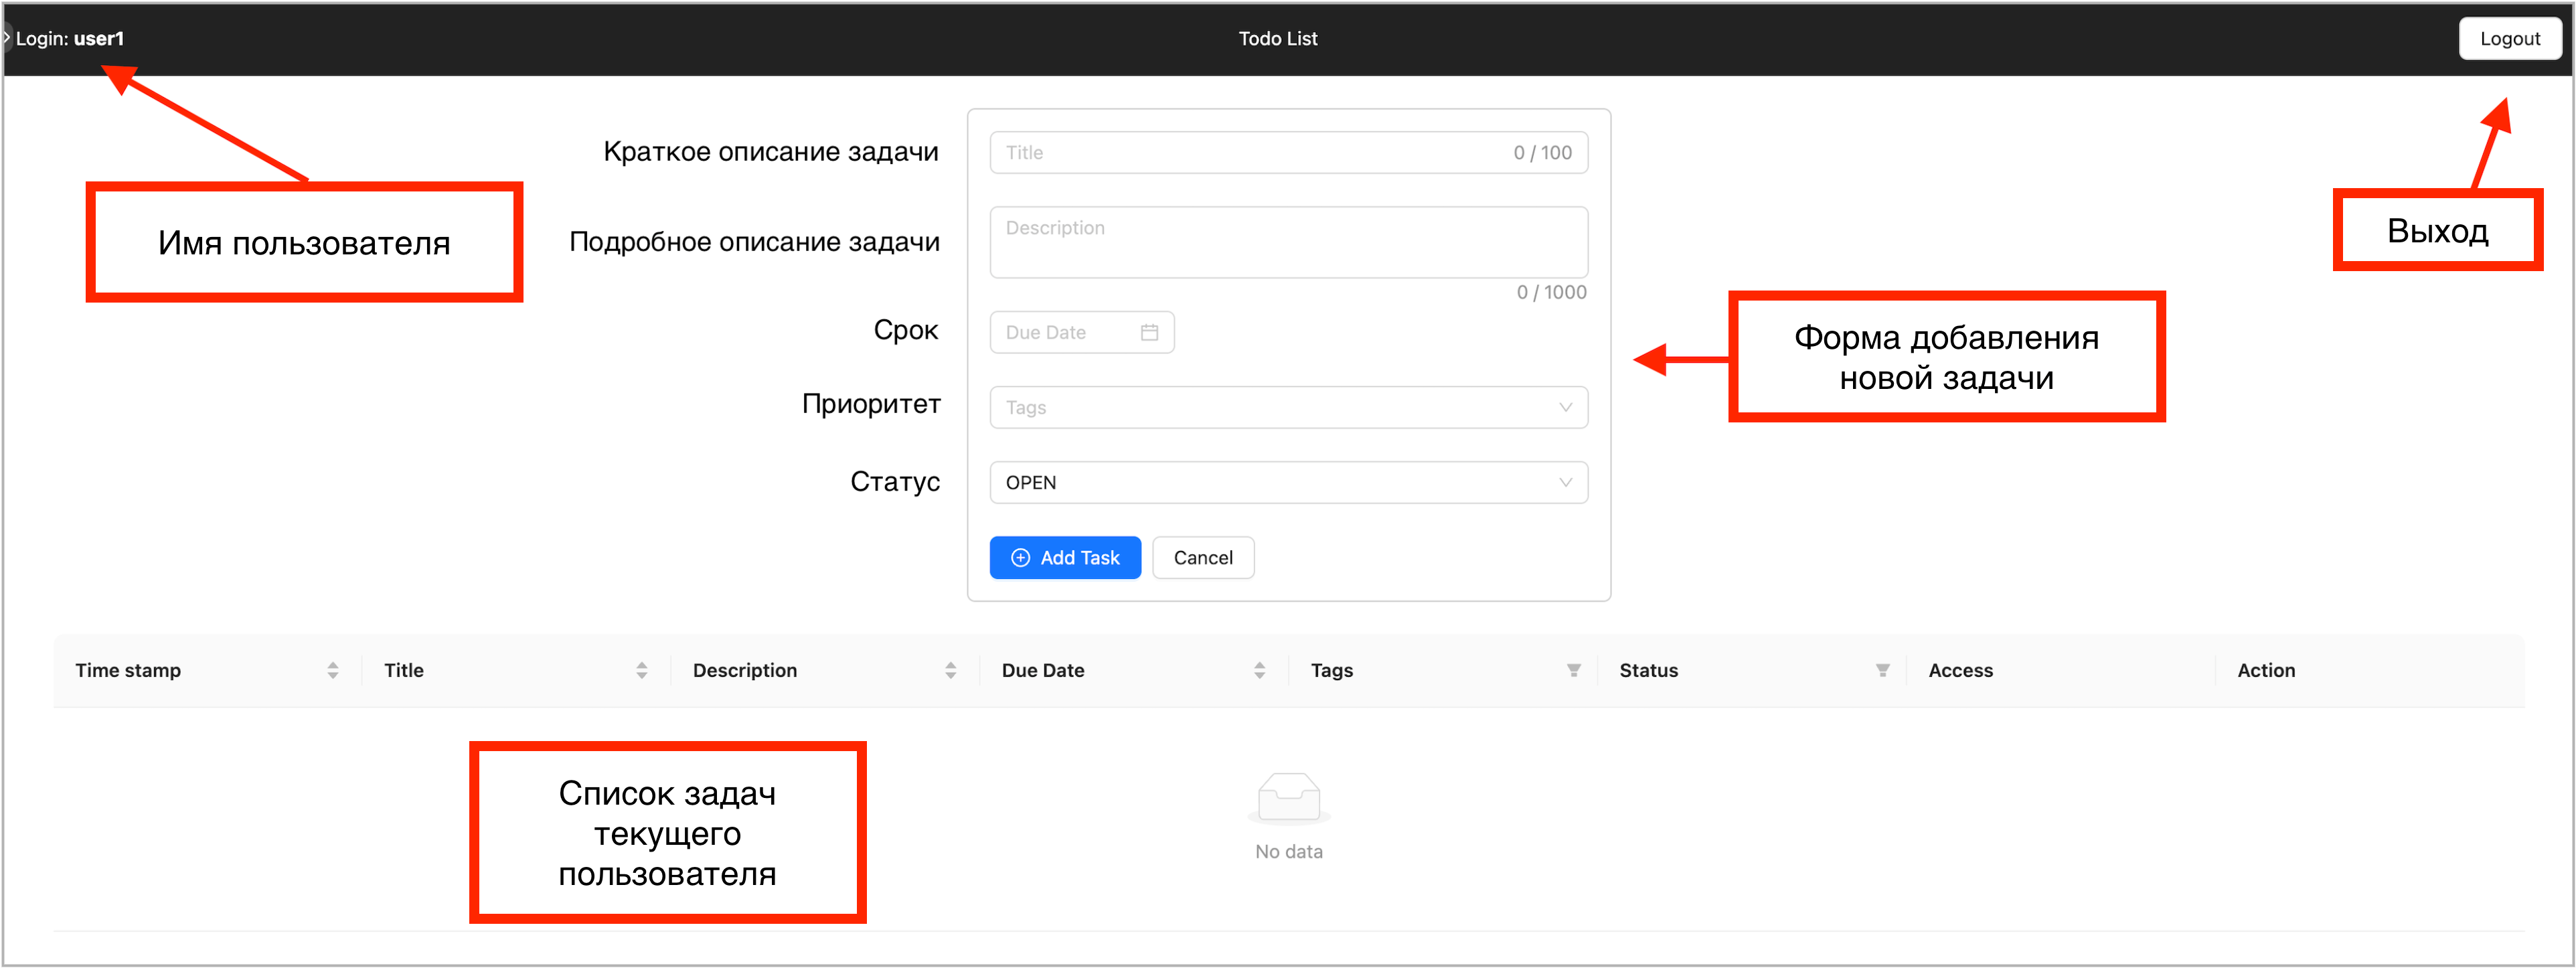 Login: user1
Todo List
Logout
Имя пользователя
Краткое описание задачи
Title
0 / 100
Выход
Подробное описание задачи
Description
0 / 1000
Форма добавления
новой задачи
Срок
Due Date
Приоритет
Tags
Статус
OPEN
Add Task
Cancel
Time stamp
Title
Description
Due Date
Tags
Status
Access
Action
Список задач
текущего
пользователя
No data